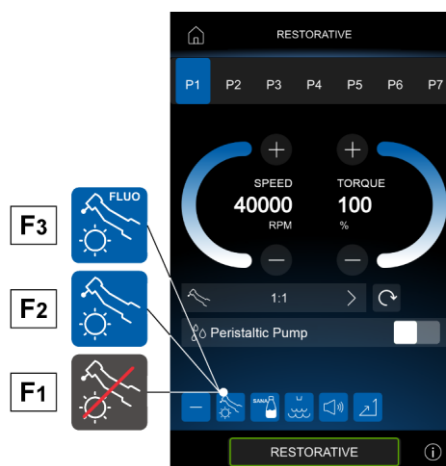 RESTORATIVE
P1 P2 P3 P4 P5 P6 P7
FLUO
F3
SPEED TORQUE
40000 100
RPM %
F2
1:1
Peristaltic Pump
F1
SANA
RESTORATIVE